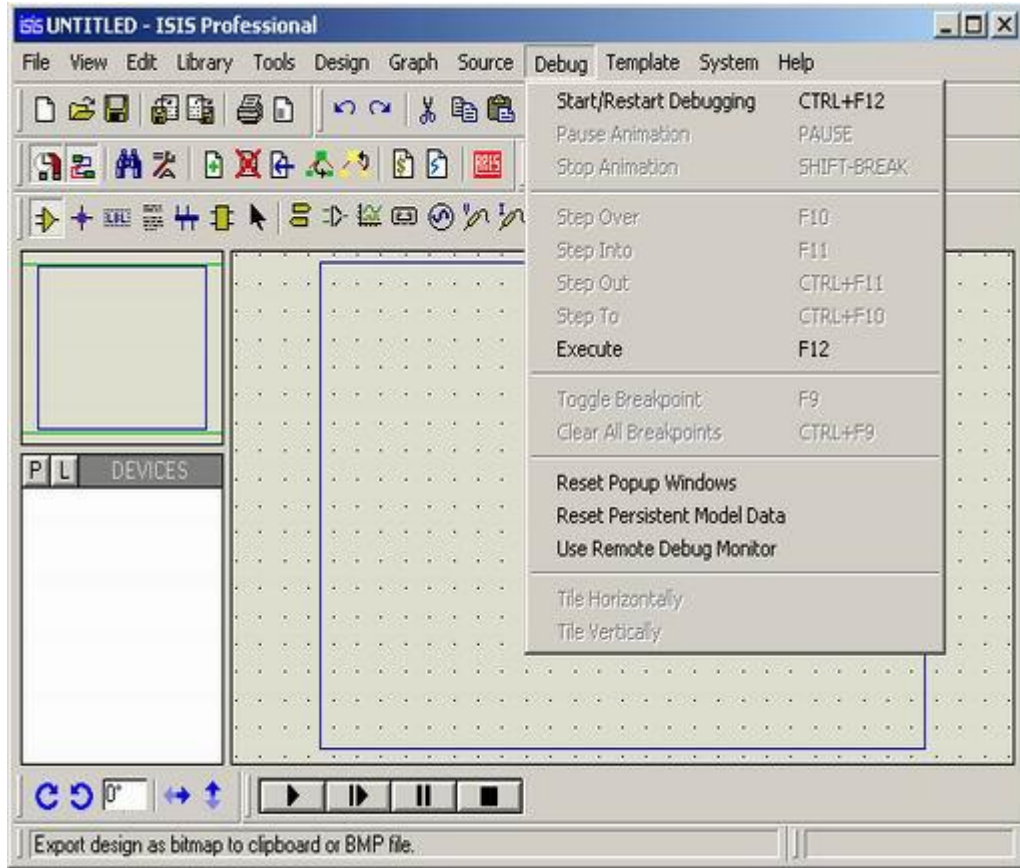 isis UNTITLED - ISIS Professional
File View Edit Library Tools Design Graph Source Debug Template System Help
Start/Restart Debugging CTRL+F12
Pause Animation PAUSE
Stop Animation SHIFT-BREAK
Step Over F10
Step Into F11
Step Out CTRL+F11
Step To CTRL+F10
Execute F12
Toggle Breakpoint F9
Clear All Breakpoints CTRL+F9
Reset Popup Windows
Reset Persistent Model Data
Use Remote Debug Monitor
Tile Horizontally
Tile Vertically
LBL
P L DEVICES
0°
Export design as bitmap to clipboard or BMP file.